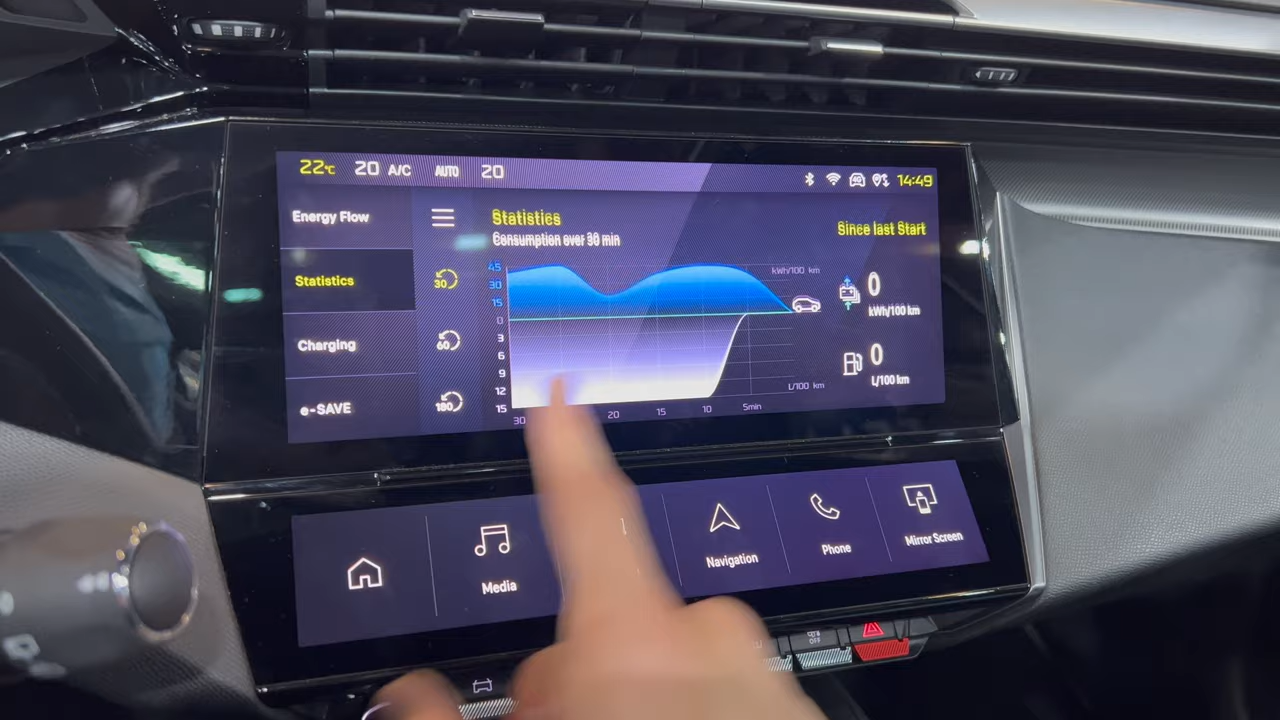 22°C 20 A/C AUTO 20
4G
14:49
Energy Flow
Statistics
Charging
e-SAVE
30
60
180
Statistics
Consumption over 30 min
Since last Start
45
30
15
0
3
6
9
12
15
kWh/100 km
L/100 km
30 20 15 10 5min
0
kWh/100 km
0
L/100 km
Media
Navigation
Phone
Mirror Screen
OFF